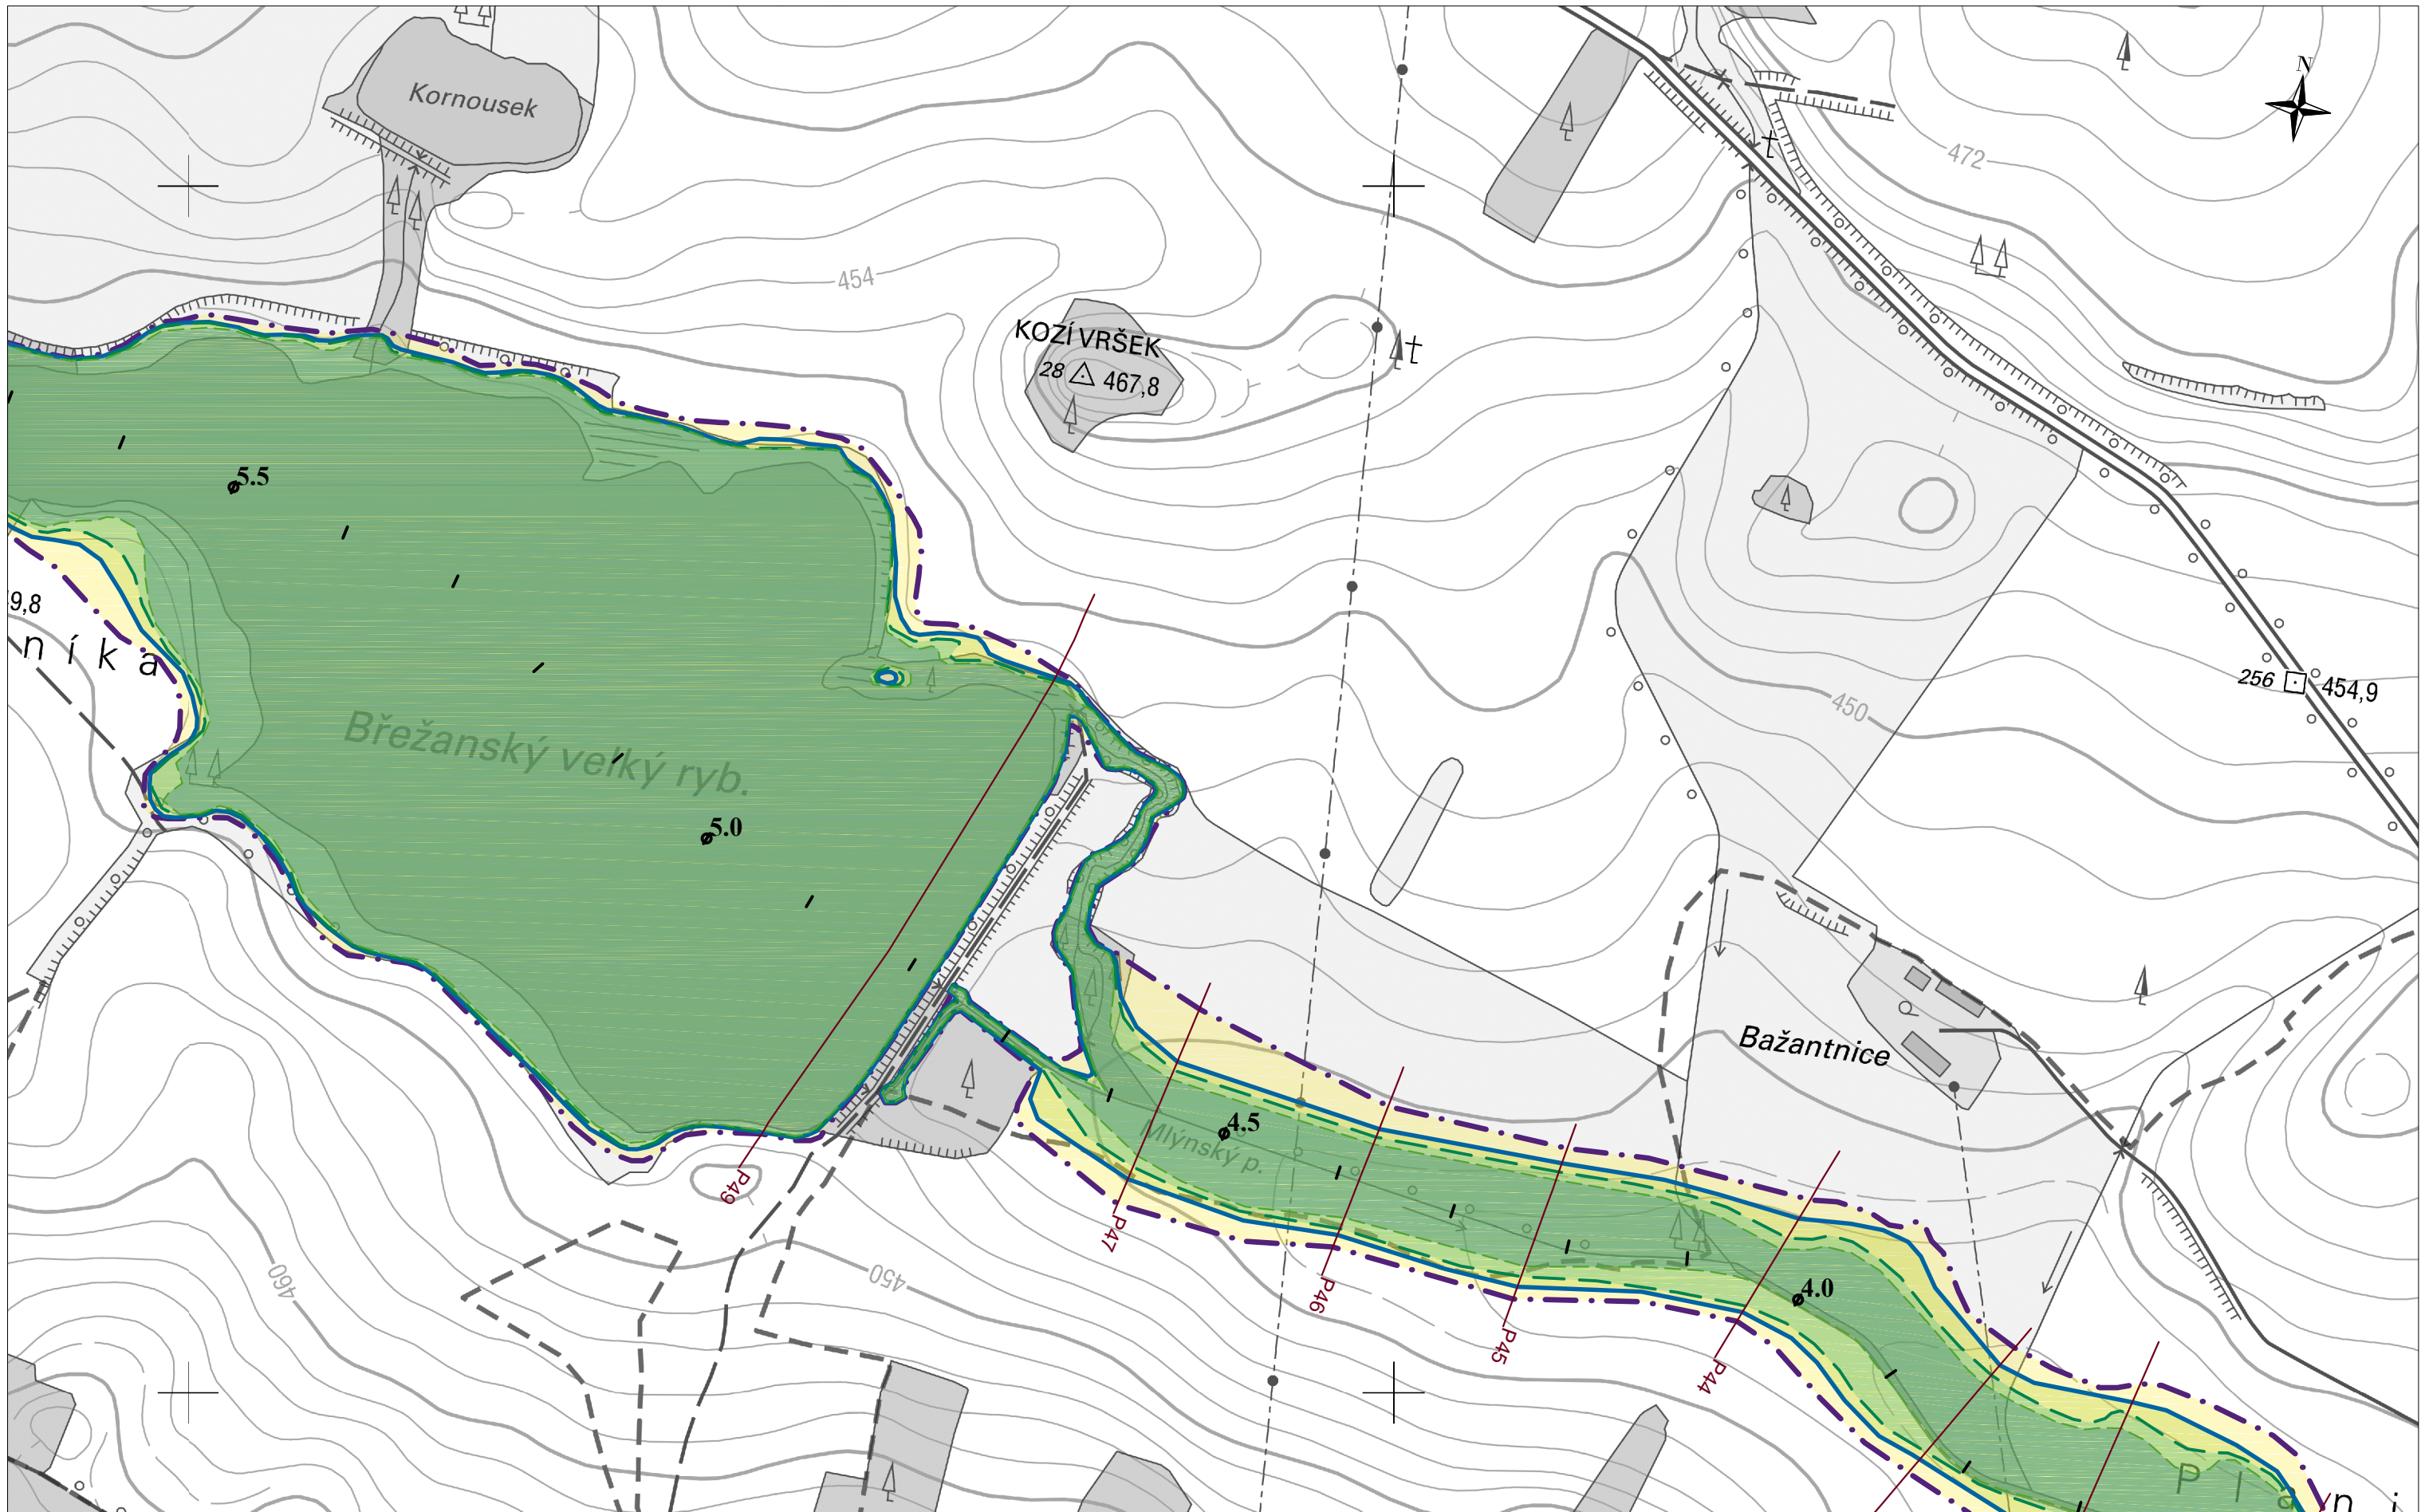 N
Kornousek
t
472
454
KOZÍ VRŠEK
28 467,8
t
5.5
9,8
níka
256 454,9
450
Břežanský velký ryb.
5.0
Bažantnice
4.5
Mlýnský p.
P49
P47
P46
P45
P44
4.0
460
450